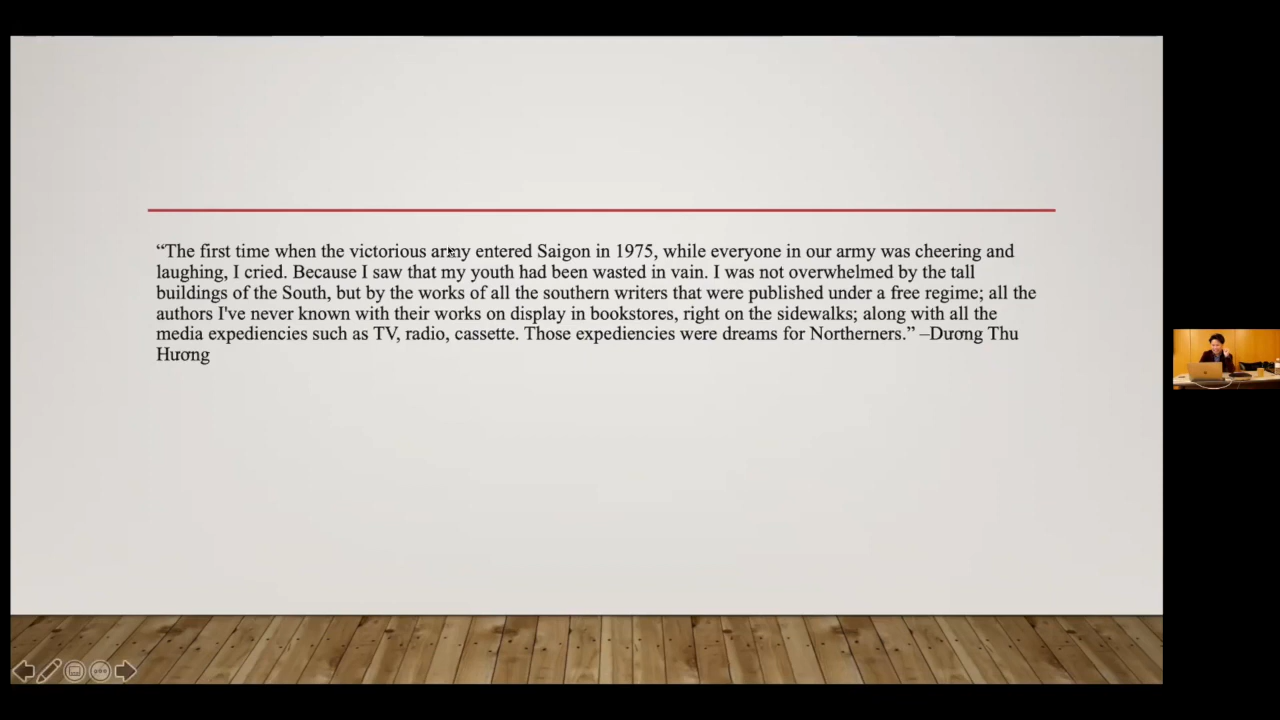 “The first time when the victorious army entered Saigon in 1975, while everyone in our army was cheering and
laughing, I cried. Because I saw that my youth had been wasted in vain. I was not overwhelmed by the tall
buildings of the South, but by the works of all the southern writers that were published under a free regime; all the
authors I've never known with their works on display in bookstores, right on the sidewalks; along with all the
media expediencies such as TV, radio, cassette. Those expediencies were dreams for Northerners.” –Dương Thu
Hương